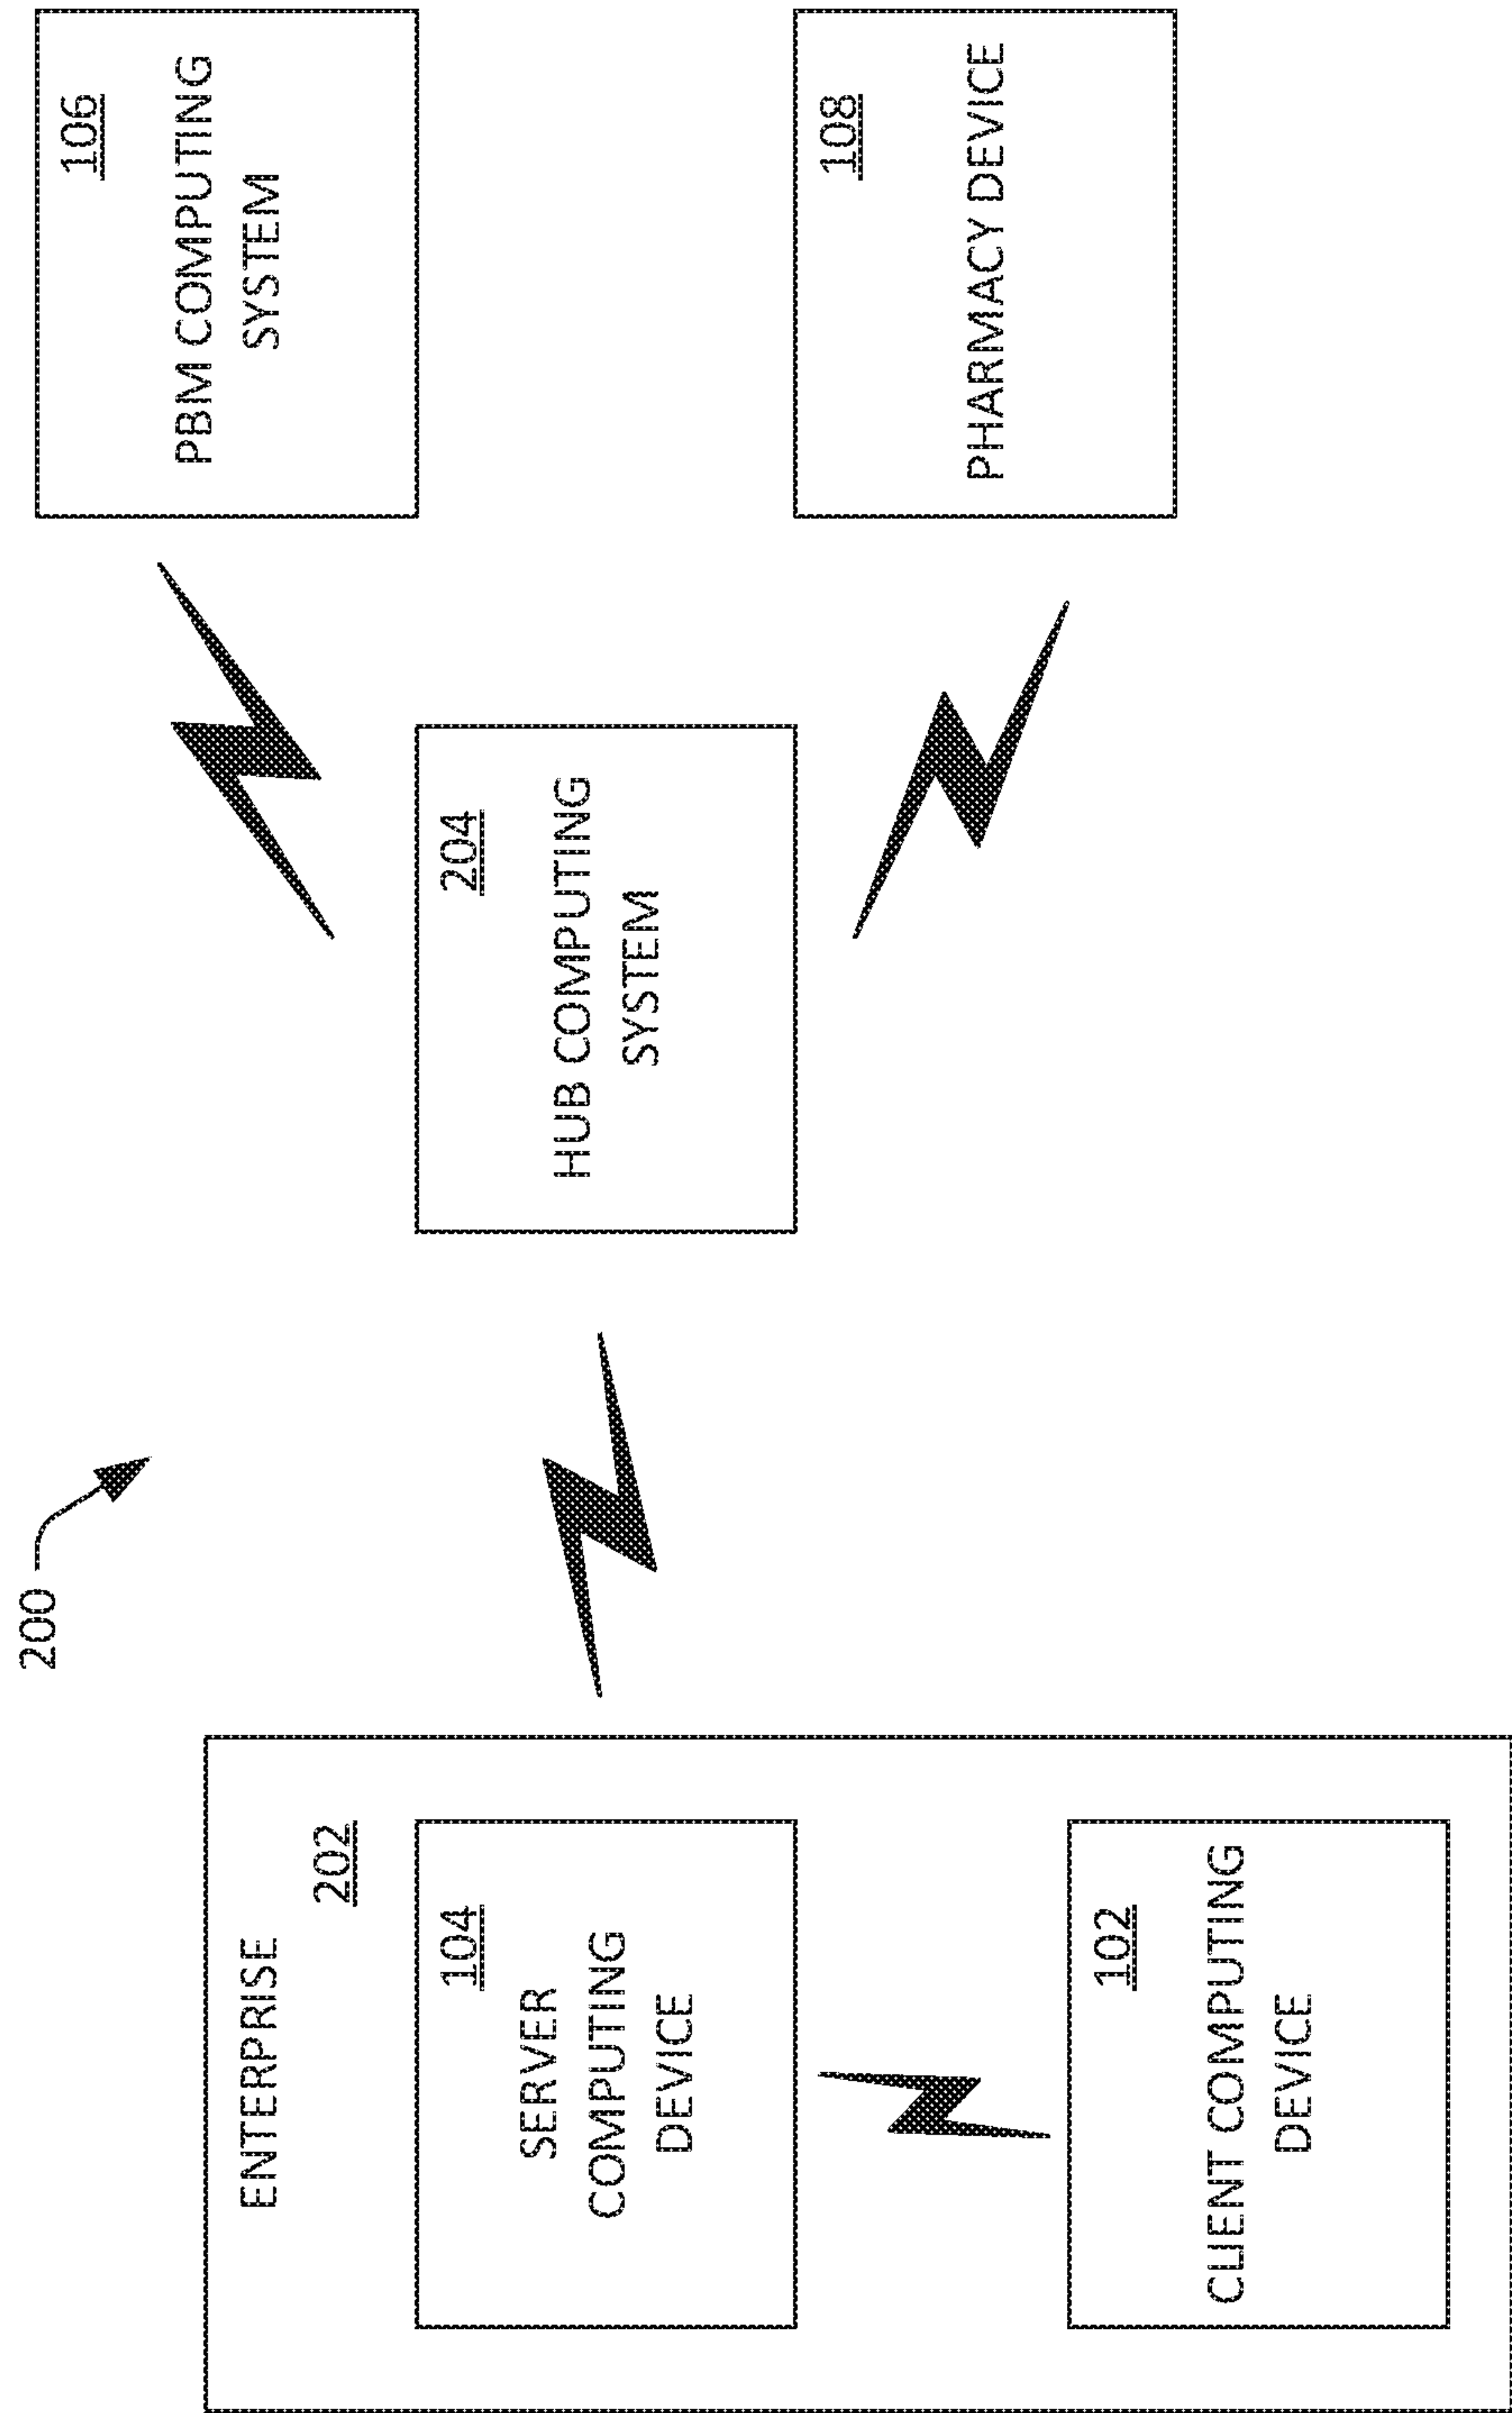 200
ENTERPRISE
202
104
SERVER
COMPUTING
DEVICE
102
CLIENT COMPUTING
DEVICE
204
HUB COMPUTING
SYSTEM
106
PBM COMPUTING
SYSTEM
108
PHARMACY DEVICE